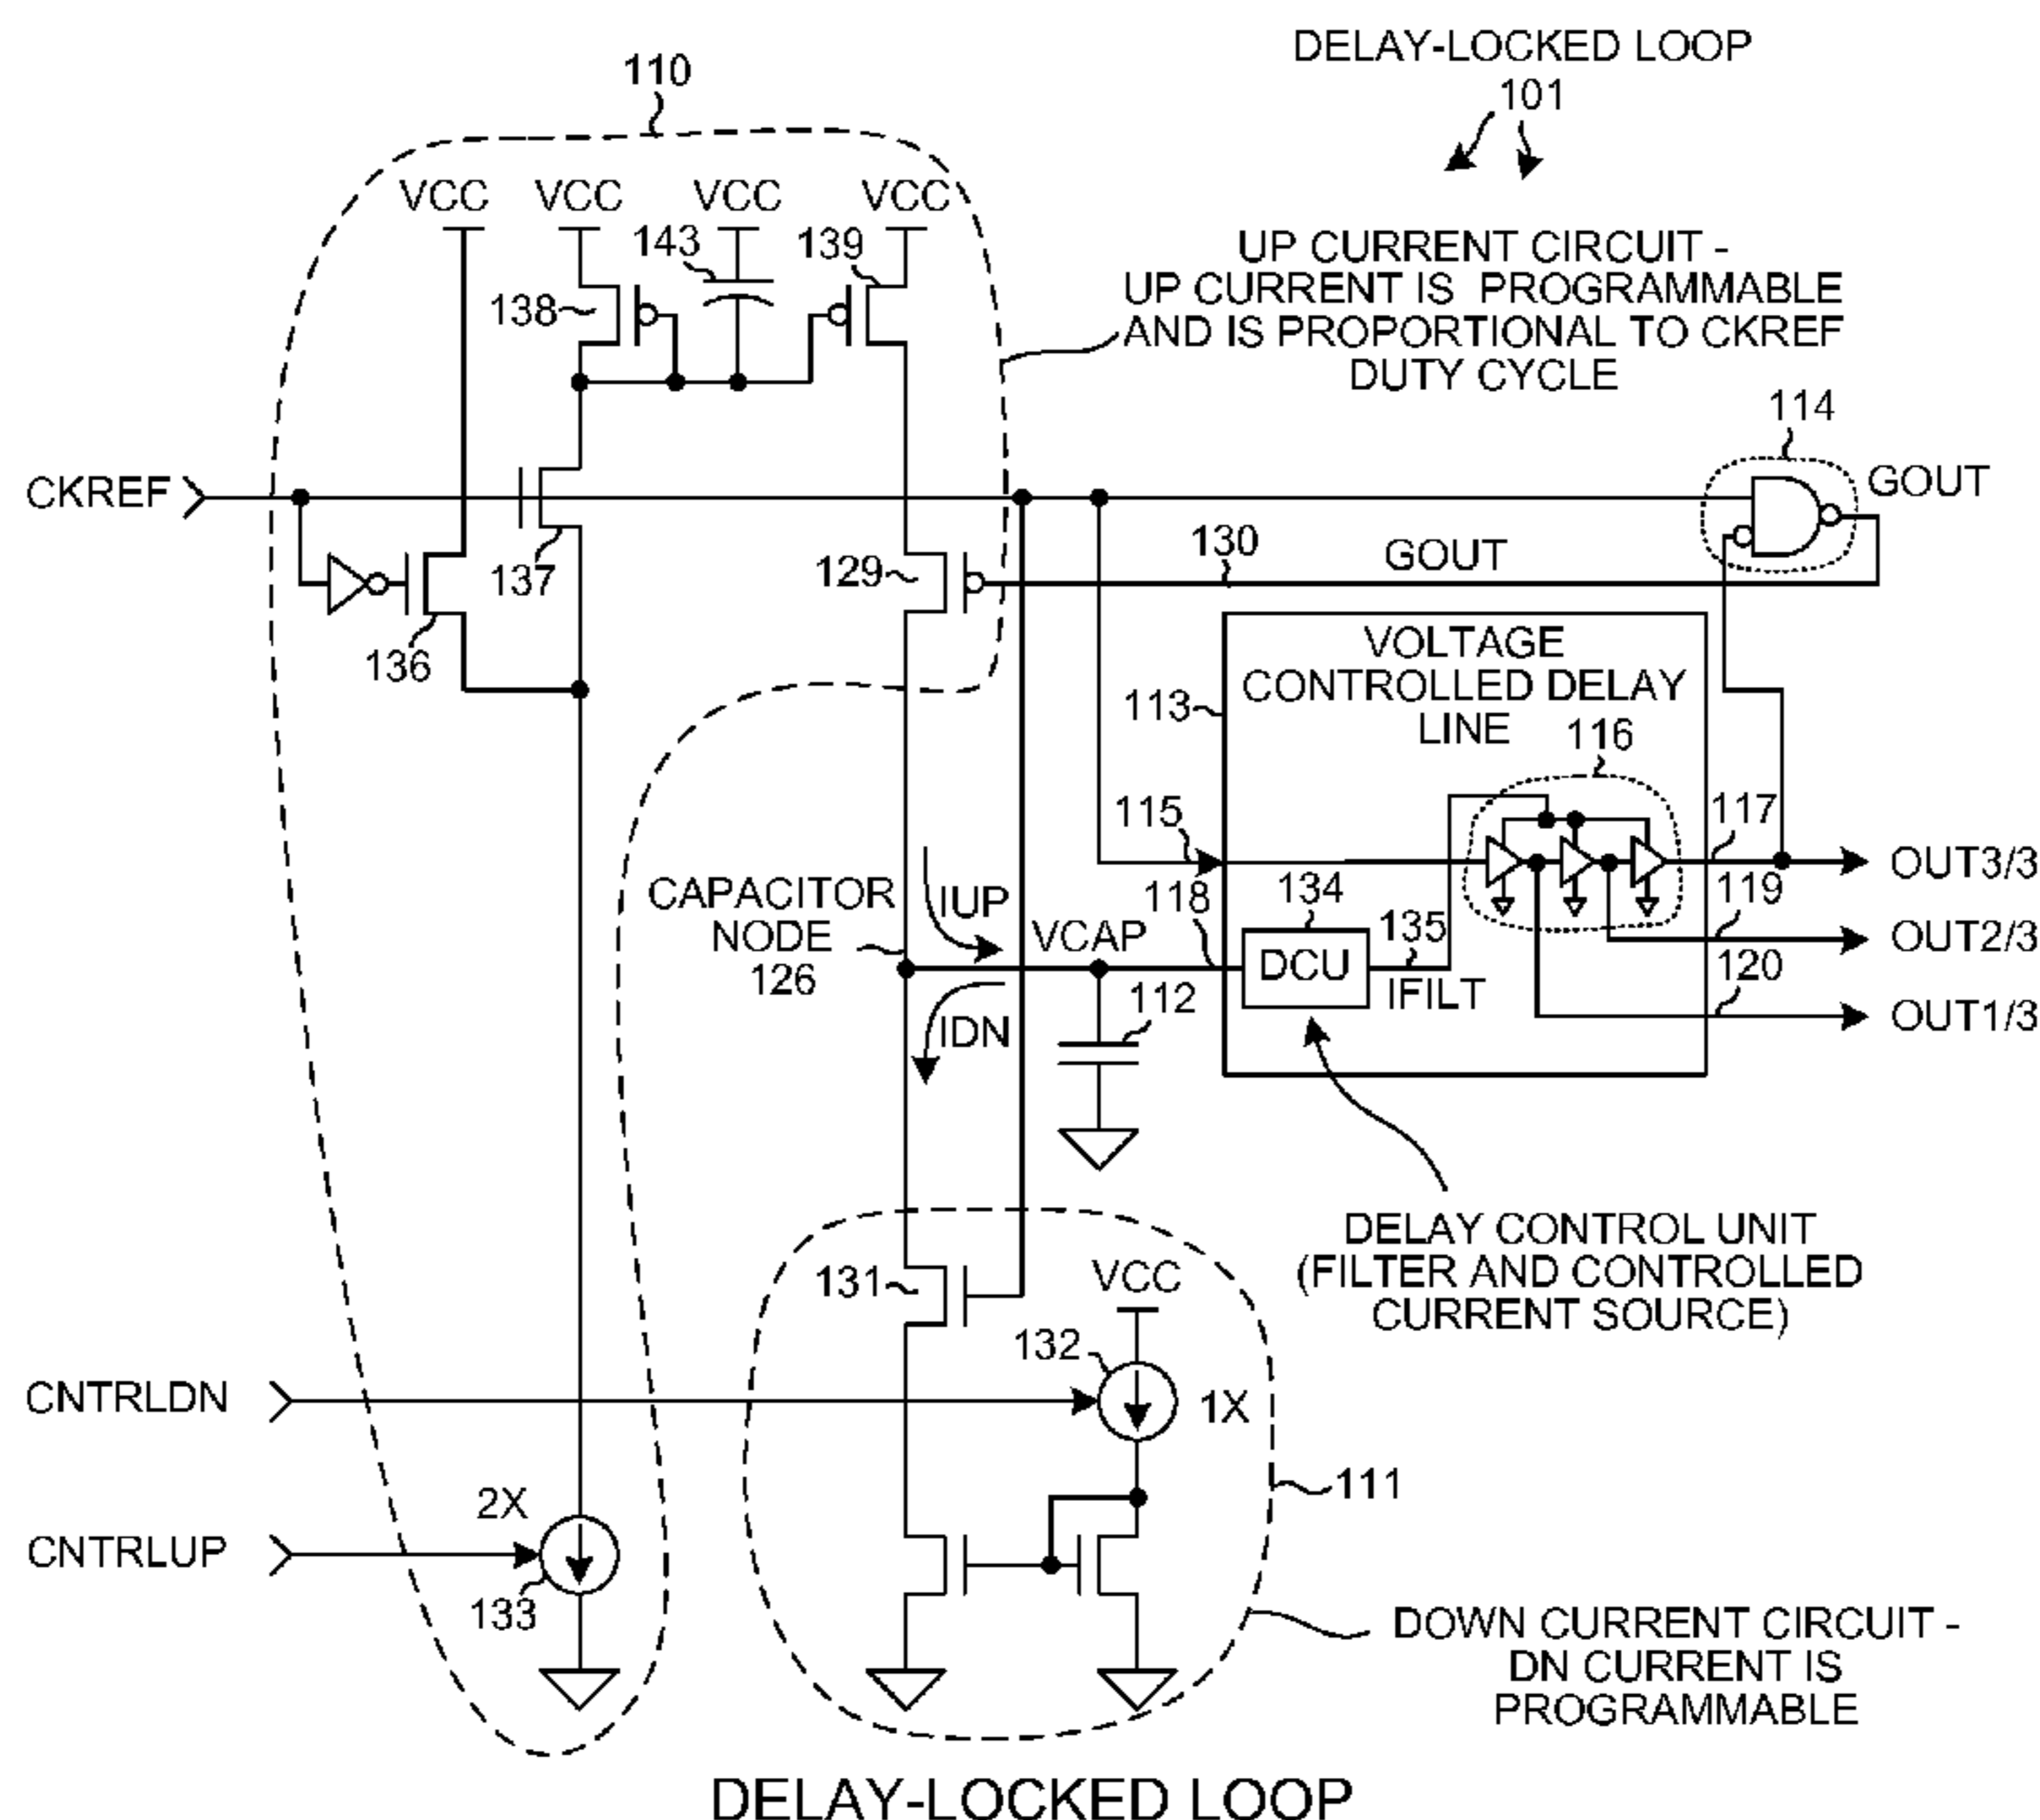 DELAY-LOCKED LOOP
101
110
VCC
VCC
VCC
VCC
143
139
138
UP CURRENT CIRCUIT -
UP CURRENT IS PROGRAMMABLE
AND IS PROPORTIONAL TO CKREF
DUTY CYCLE
114
GOUT
CKREF
137
136
129
130
GOUT
VOLTAGE
CONTROLLED DELAY
LINE
113
116
115
117
OUT3/3
CAPACITOR
NODE
126
IUP
VCAP
118
134
DCU
135
IFILT
119
OUT2/3
120
OUT1/3
IDN
112
DELAY CONTROL UNIT
(FILTER AND CONTROLLED
CURRENT SOURCE)
131
VCC
132
1X
CNTRLDN
111
2X
CNTRLUP
133
DOWN CURRENT CIRCUIT -
DN CURRENT IS
PROGRAMMABLE
DELAY-LOCKED LOOP